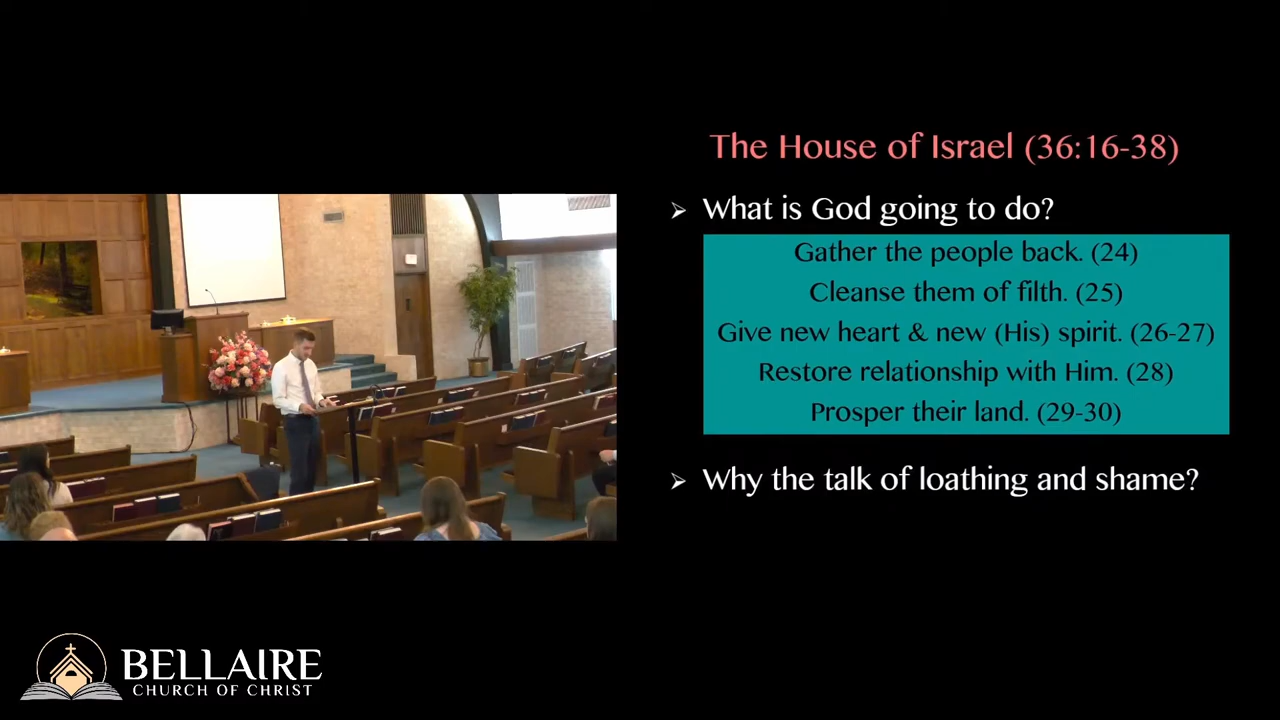 The House of Israel (36:16-38)
➢ What is God going to do?
Gather the people back. (24)
Cleanse them of filth. (25)
Give new heart & new (His) spirit. (26-27)
Restore relationship with Him. (28)
Prosper their land. (29-30)
➢ Why the talk of loathing and shame?
BELLAIRE
CHURCH OF CHRIST